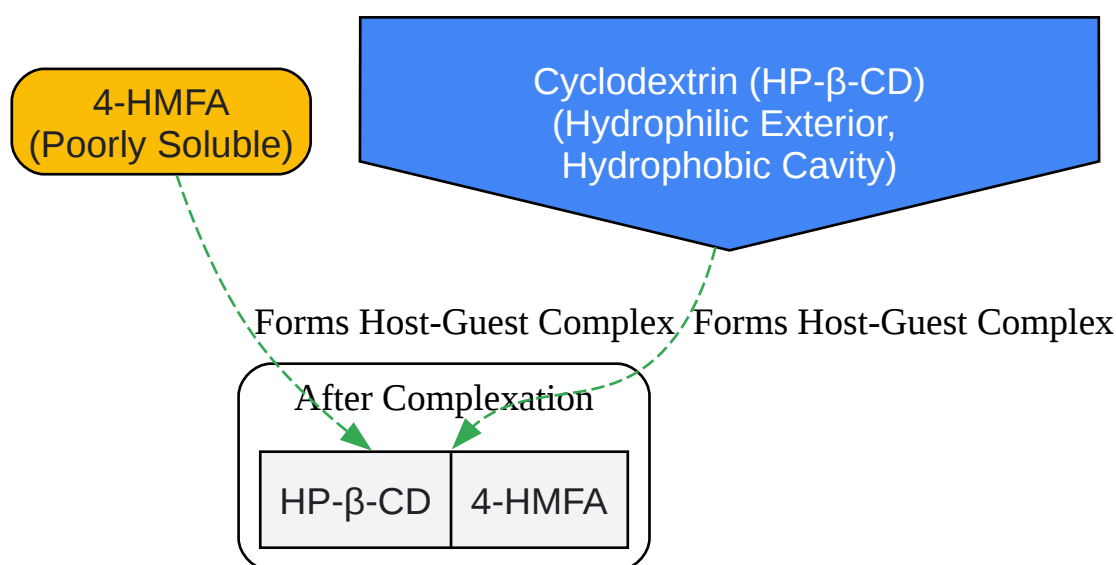 4-HMFA
(Poorly Soluble)
Cyclodextrin (HP-β-CD)
(Hydrophilic Exterior,
Hydrophobic Cavity)
Forms Host-Guest Complex
Forms Host-Guest Complex
After Complexation
HP-β-CD
4-HMFA